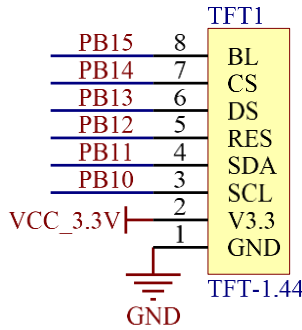 TFT1
PB15 8 BL
PB14 7 CS
PB13 6 DS
PB12 5 RES
PB11 4 SDA
PB10 3 SCL
VCC_3.3V 2 V3.3
1 GND
TFT-1.44
GND